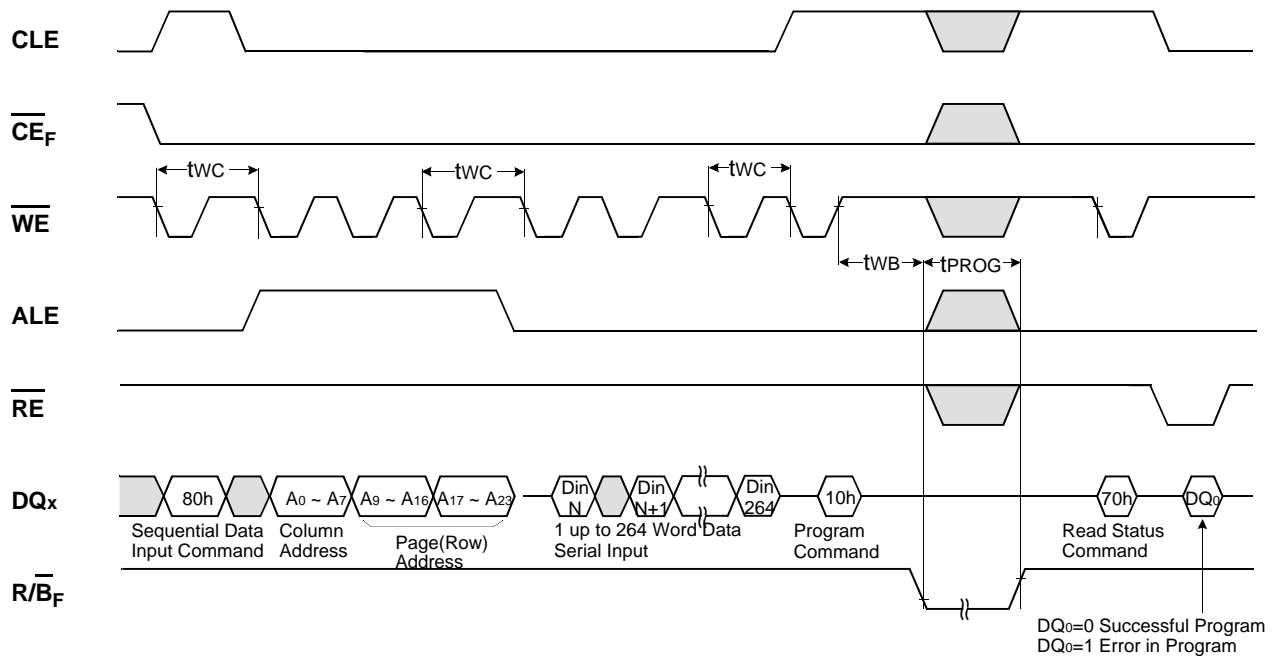 CLE
CE̅F
tWC tWC tWC
WE̅
tWB tPROG
ALE
RE̅
DQx
80h A0 ~ A7 A9 ~ A16 A17 ~ A23 Din N Din N+1 Din 264 10h 70h DQ0
Sequential Data Input Command
Column Address
Page(Row) Address
1 up to 264 Word Data Serial Input
Program Command
Read Status Command
R/B̅F
DQ0=0 Successful Program
DQ0=1 Error in Program